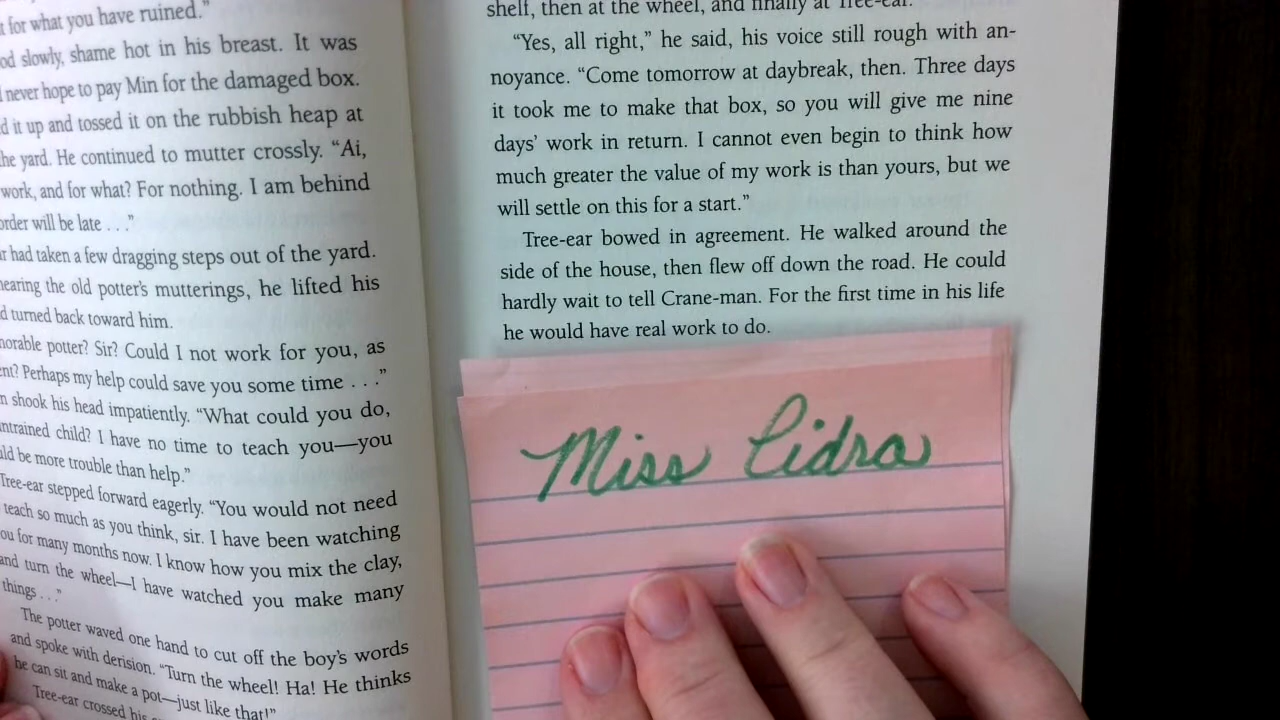 for what you have ruined."
slowly, shame hot in his breast. It was
never hope to pay Min for the damaged box.
it up and tossed it on the rubbish heap at
the yard. He continued to mutter crossly. "Ai,
work, and for what? For nothing. I am behind
order will be late . . ."
had taken a few dragging steps out of the yard.
hearing the old potter's mutterings, he lifted his
turned back toward him.
potter? Sir? Could I not work for you, as
Perhaps my help could save you some time . . ."
shook his head impatiently. "What could you do,
untrained child? I have no time to teach you—you
be more trouble than help."
Tree-ear stepped forward eagerly. "You would not need
teach so much as you think, sir. I have been watching
you for many months now. I know how you mix the clay,
and turn the wheel—I have watched you make many
things . . ."
The potter waved one hand to cut off the boy's words
and spoke with derision. "Turn the wheel! Ha! He thinks
he can sit and make a pot—just like that!"
Tree-ear crossed his
shelf, then at the wheel, and finally at Tree-ear.
"Yes, all right," he said, his voice still rough with an-
noyance. "Come tomorrow at daybreak, then. Three days
it took me to make that box, so you will give me nine
days' work in return. I cannot even begin to think how
much greater the value of my work is than yours, but we
will settle on this for a start."
Tree-ear bowed in agreement. He walked around the
side of the house, then flew off down the road. He could
hardly wait to tell Crane-man. For the first time in his life
he would have real work to do.
Miss Cidra